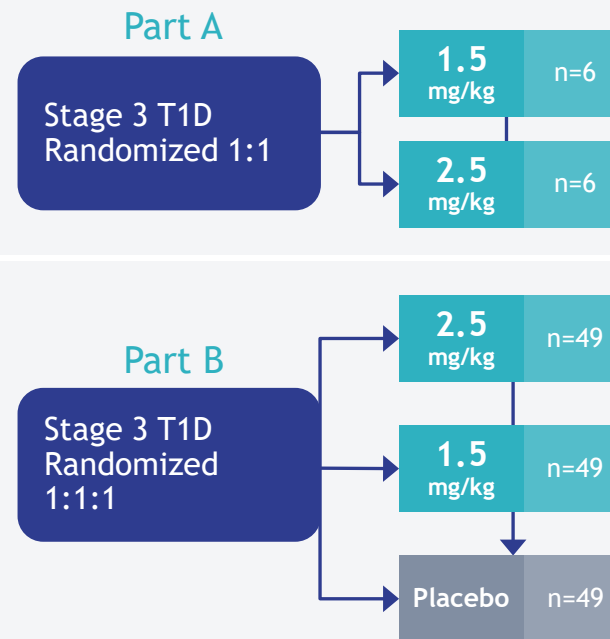 Part A
Stage 3 T1D
Randomized 1:1
1.5
mg/kg
n=6
2.5
mg/kg
n=6
Part B
Stage 3 T1D
Randomized
1:1:1
2.5
mg/kg
n=49
1.5
mg/kg
n=49
Placebo
n=49